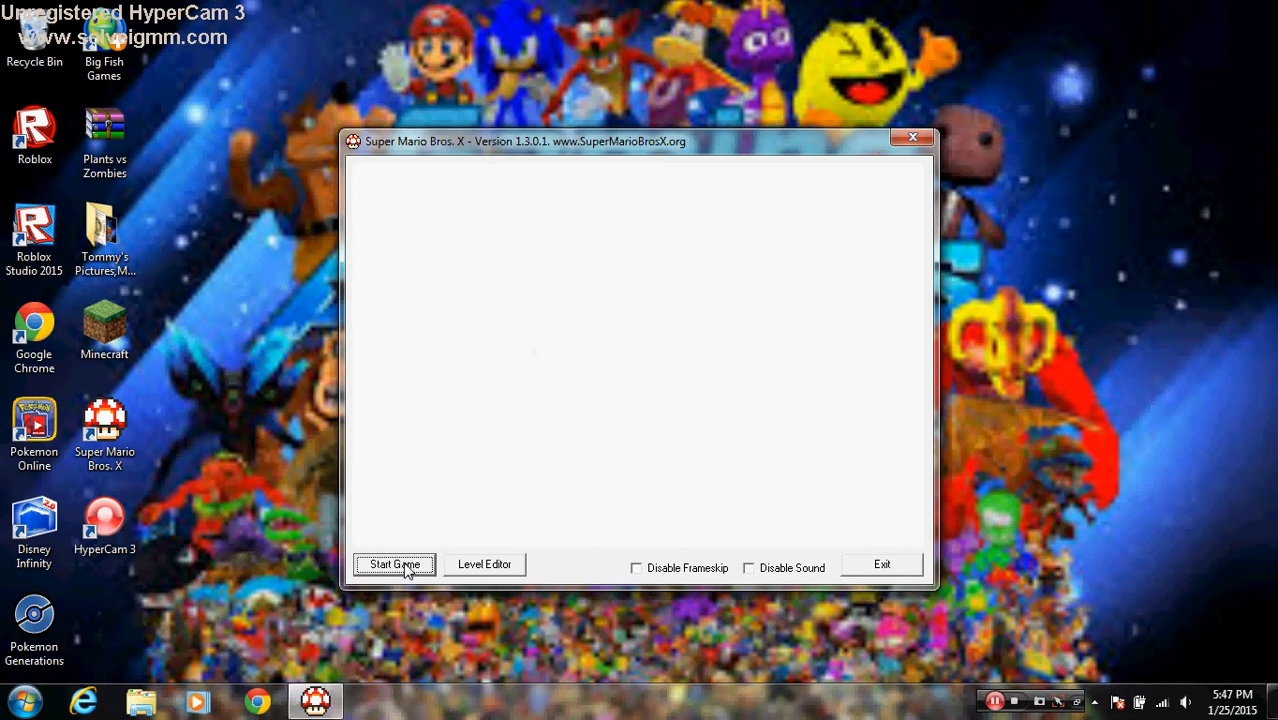 Unregistered HyperCam 3
www.solveigmm.com
Recycle Bin
Big Fish
Games
Roblox
Plants vs
Zombies
Roblox
Studio 2015
Tommy's
Pictures,M...
Google
Chrome
Minecraft
Pokemon
Online
Super Mario
Bros. X
Disney
Infinity
HyperCam 3
Pokemon
Generations
Super Mario Bros. X - Version 1.3.0.1. www.SuperMarioBrosX.org
Start Game
Level Editor
Disable Frameskip
Disable Sound
Exit
5:47 PM
1/25/2015